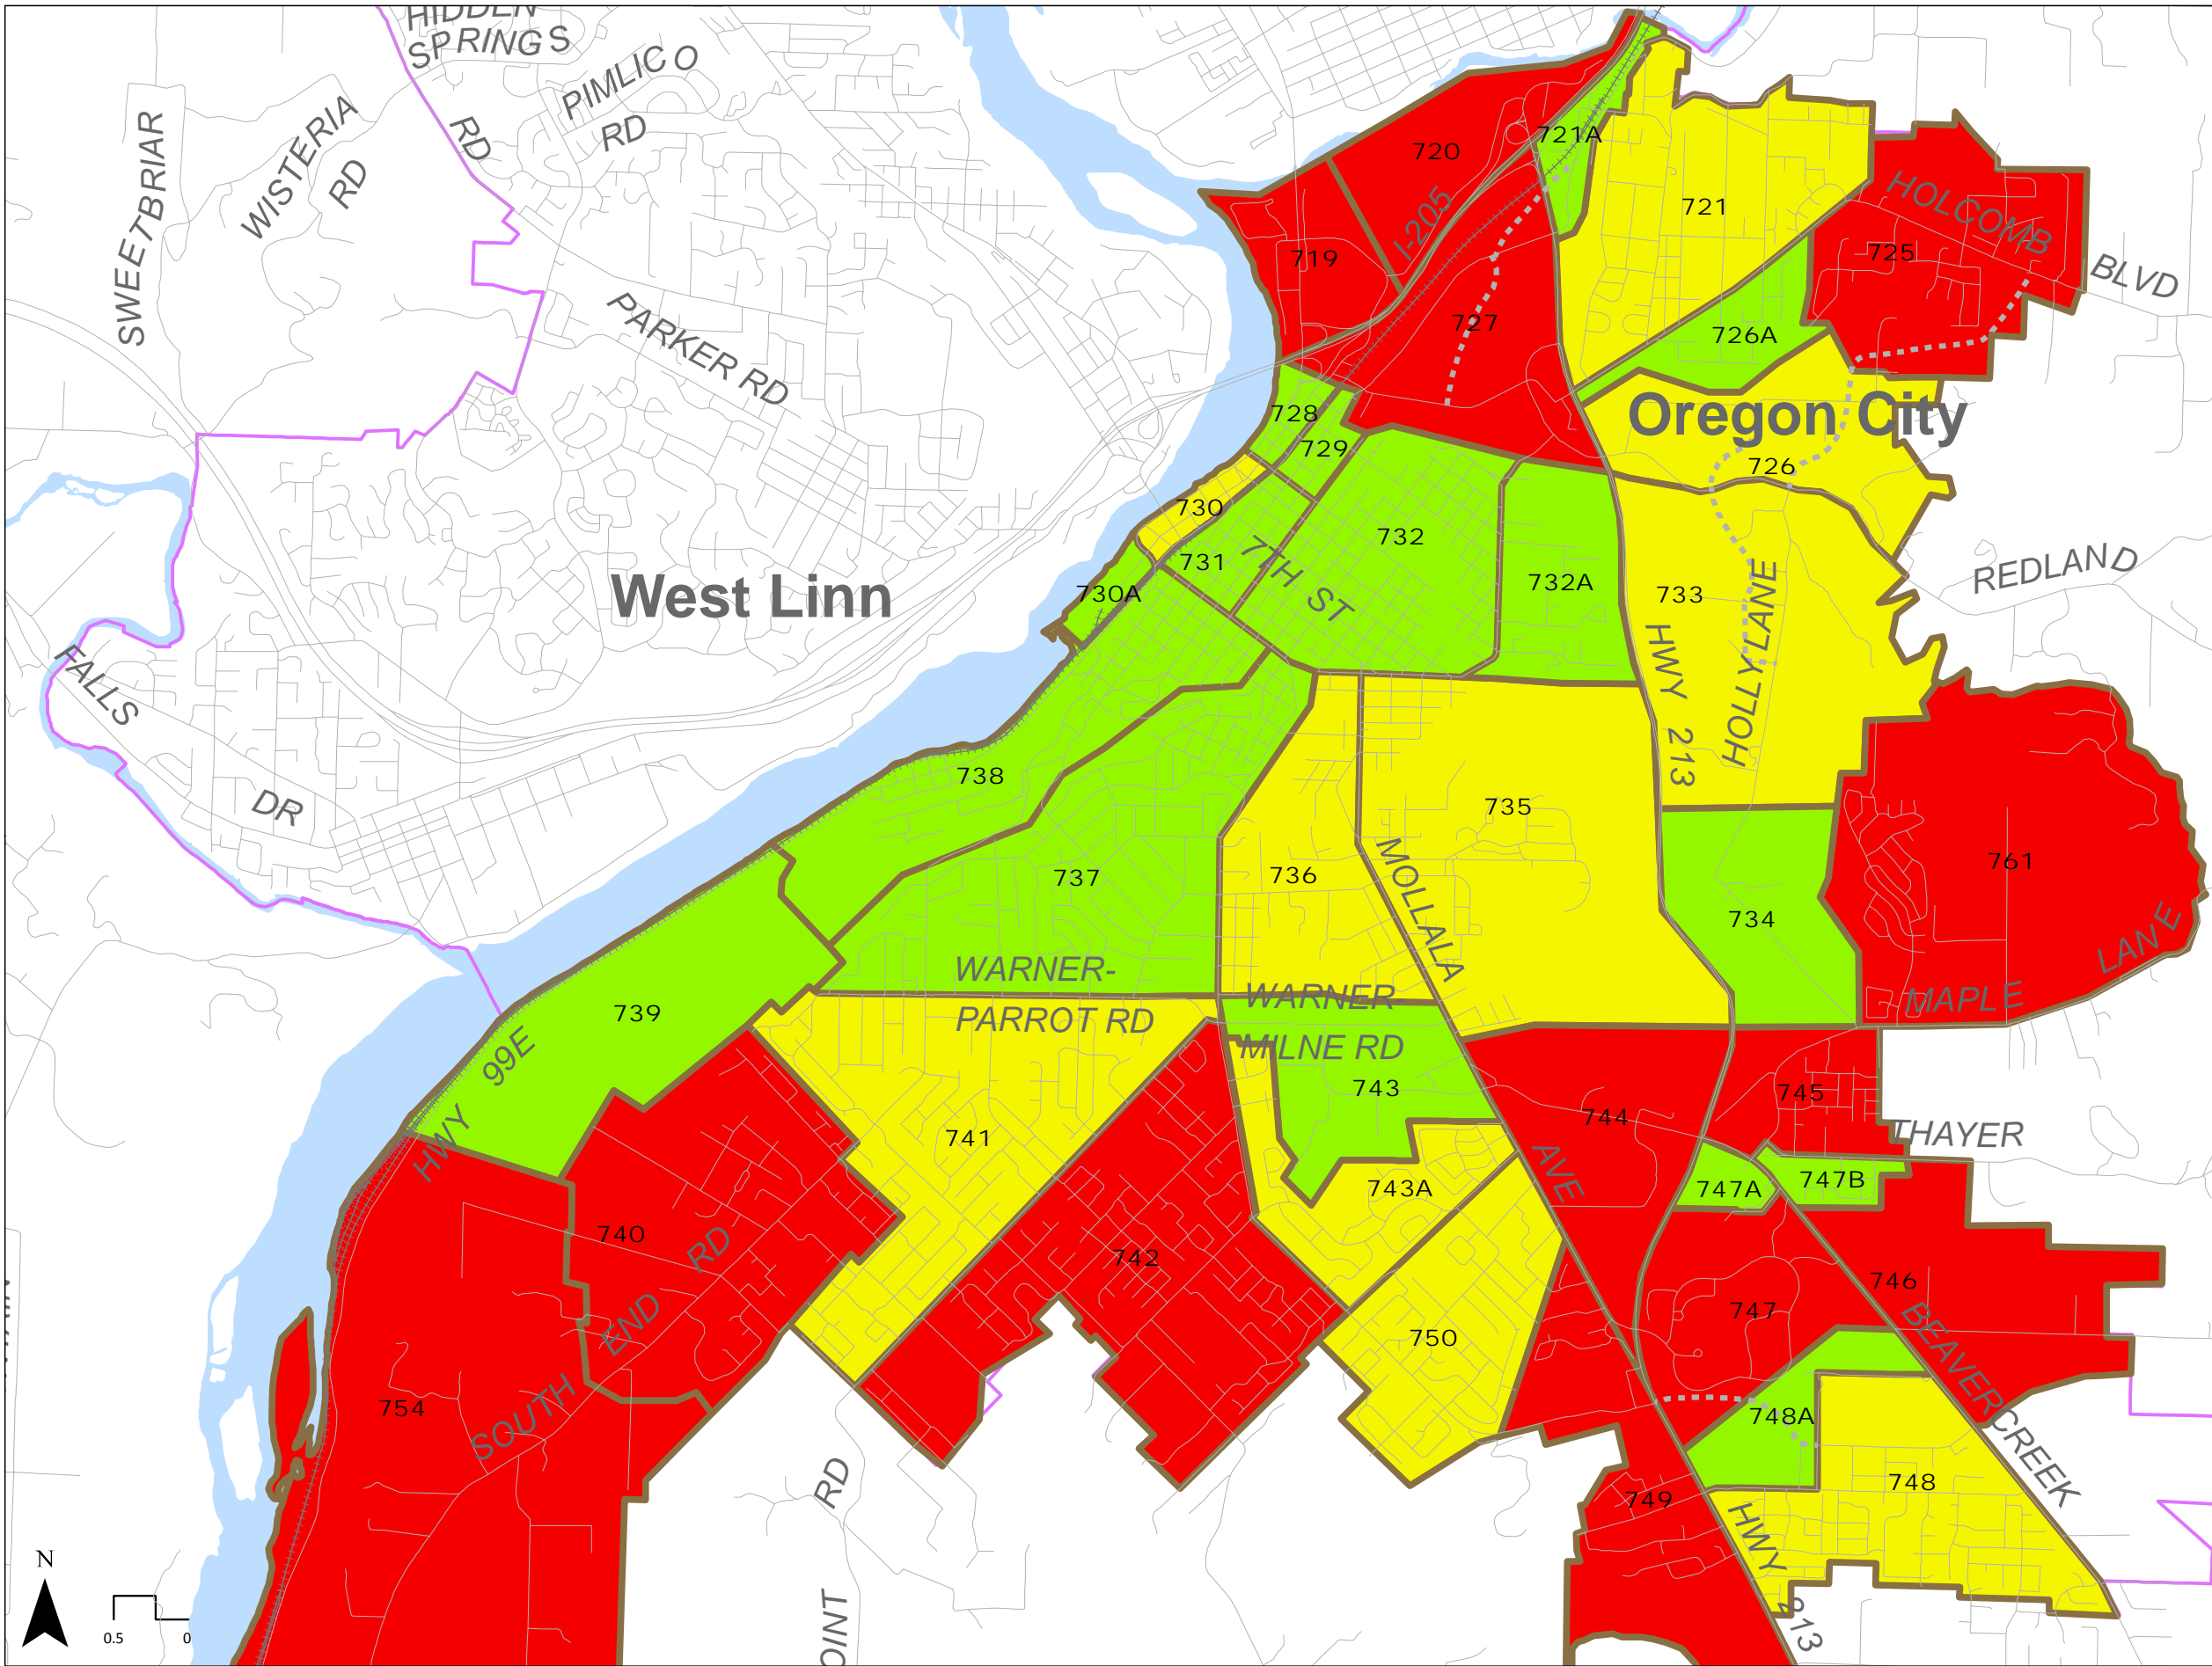 HIDDEN
SPRINGS
RD
PIMLICO
RD
WISTERIA
RD
SWEETBRIAR
PARKER RD
West Linn
FALLS
DR
Oregon City
I-205
HOLCOMB
BLVD
REDLAND
7TH ST
HWY 213
HOLLY LANE
MOLLALA
AVE
WARNER-
PARROT RD
WARNER-
MILNE RD
MAPLE
LANE
THAYER
HWY 99E
SOUTH END RD
BEAVERCREEK
HWY 213
RD
OINT
720
721A
721
719
725
727
726A
728
729
726
730
732
731
732A
730A
733
738
735
737
736
761
734
739
743
745
744
741
747B
743A
747A
740
742
746
747
750
754
748A
748
749
N
0.5
0